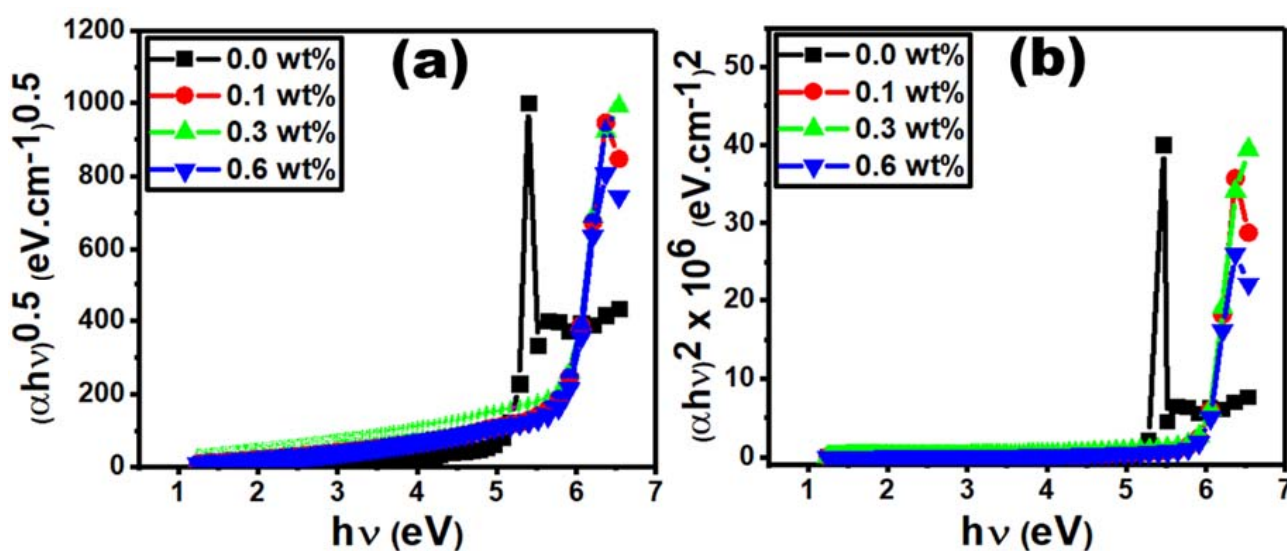 (a)
0.0 wt%
0.1 wt%
0.3 wt%
0.6 wt%
(αhν)0.5 (eV.cm-1)0.5
1200
1000
800
600
400
200
0
1 2 3 4 5 6 7
hν (eV)
(b)
0.0 wt%
0.1 wt%
0.3 wt%
0.6 wt%
(αhν)2 x 10⁶ (eV.cm-1)2
50
40
30
20
10
0
1 2 3 4 5 6 7
hν (eV)